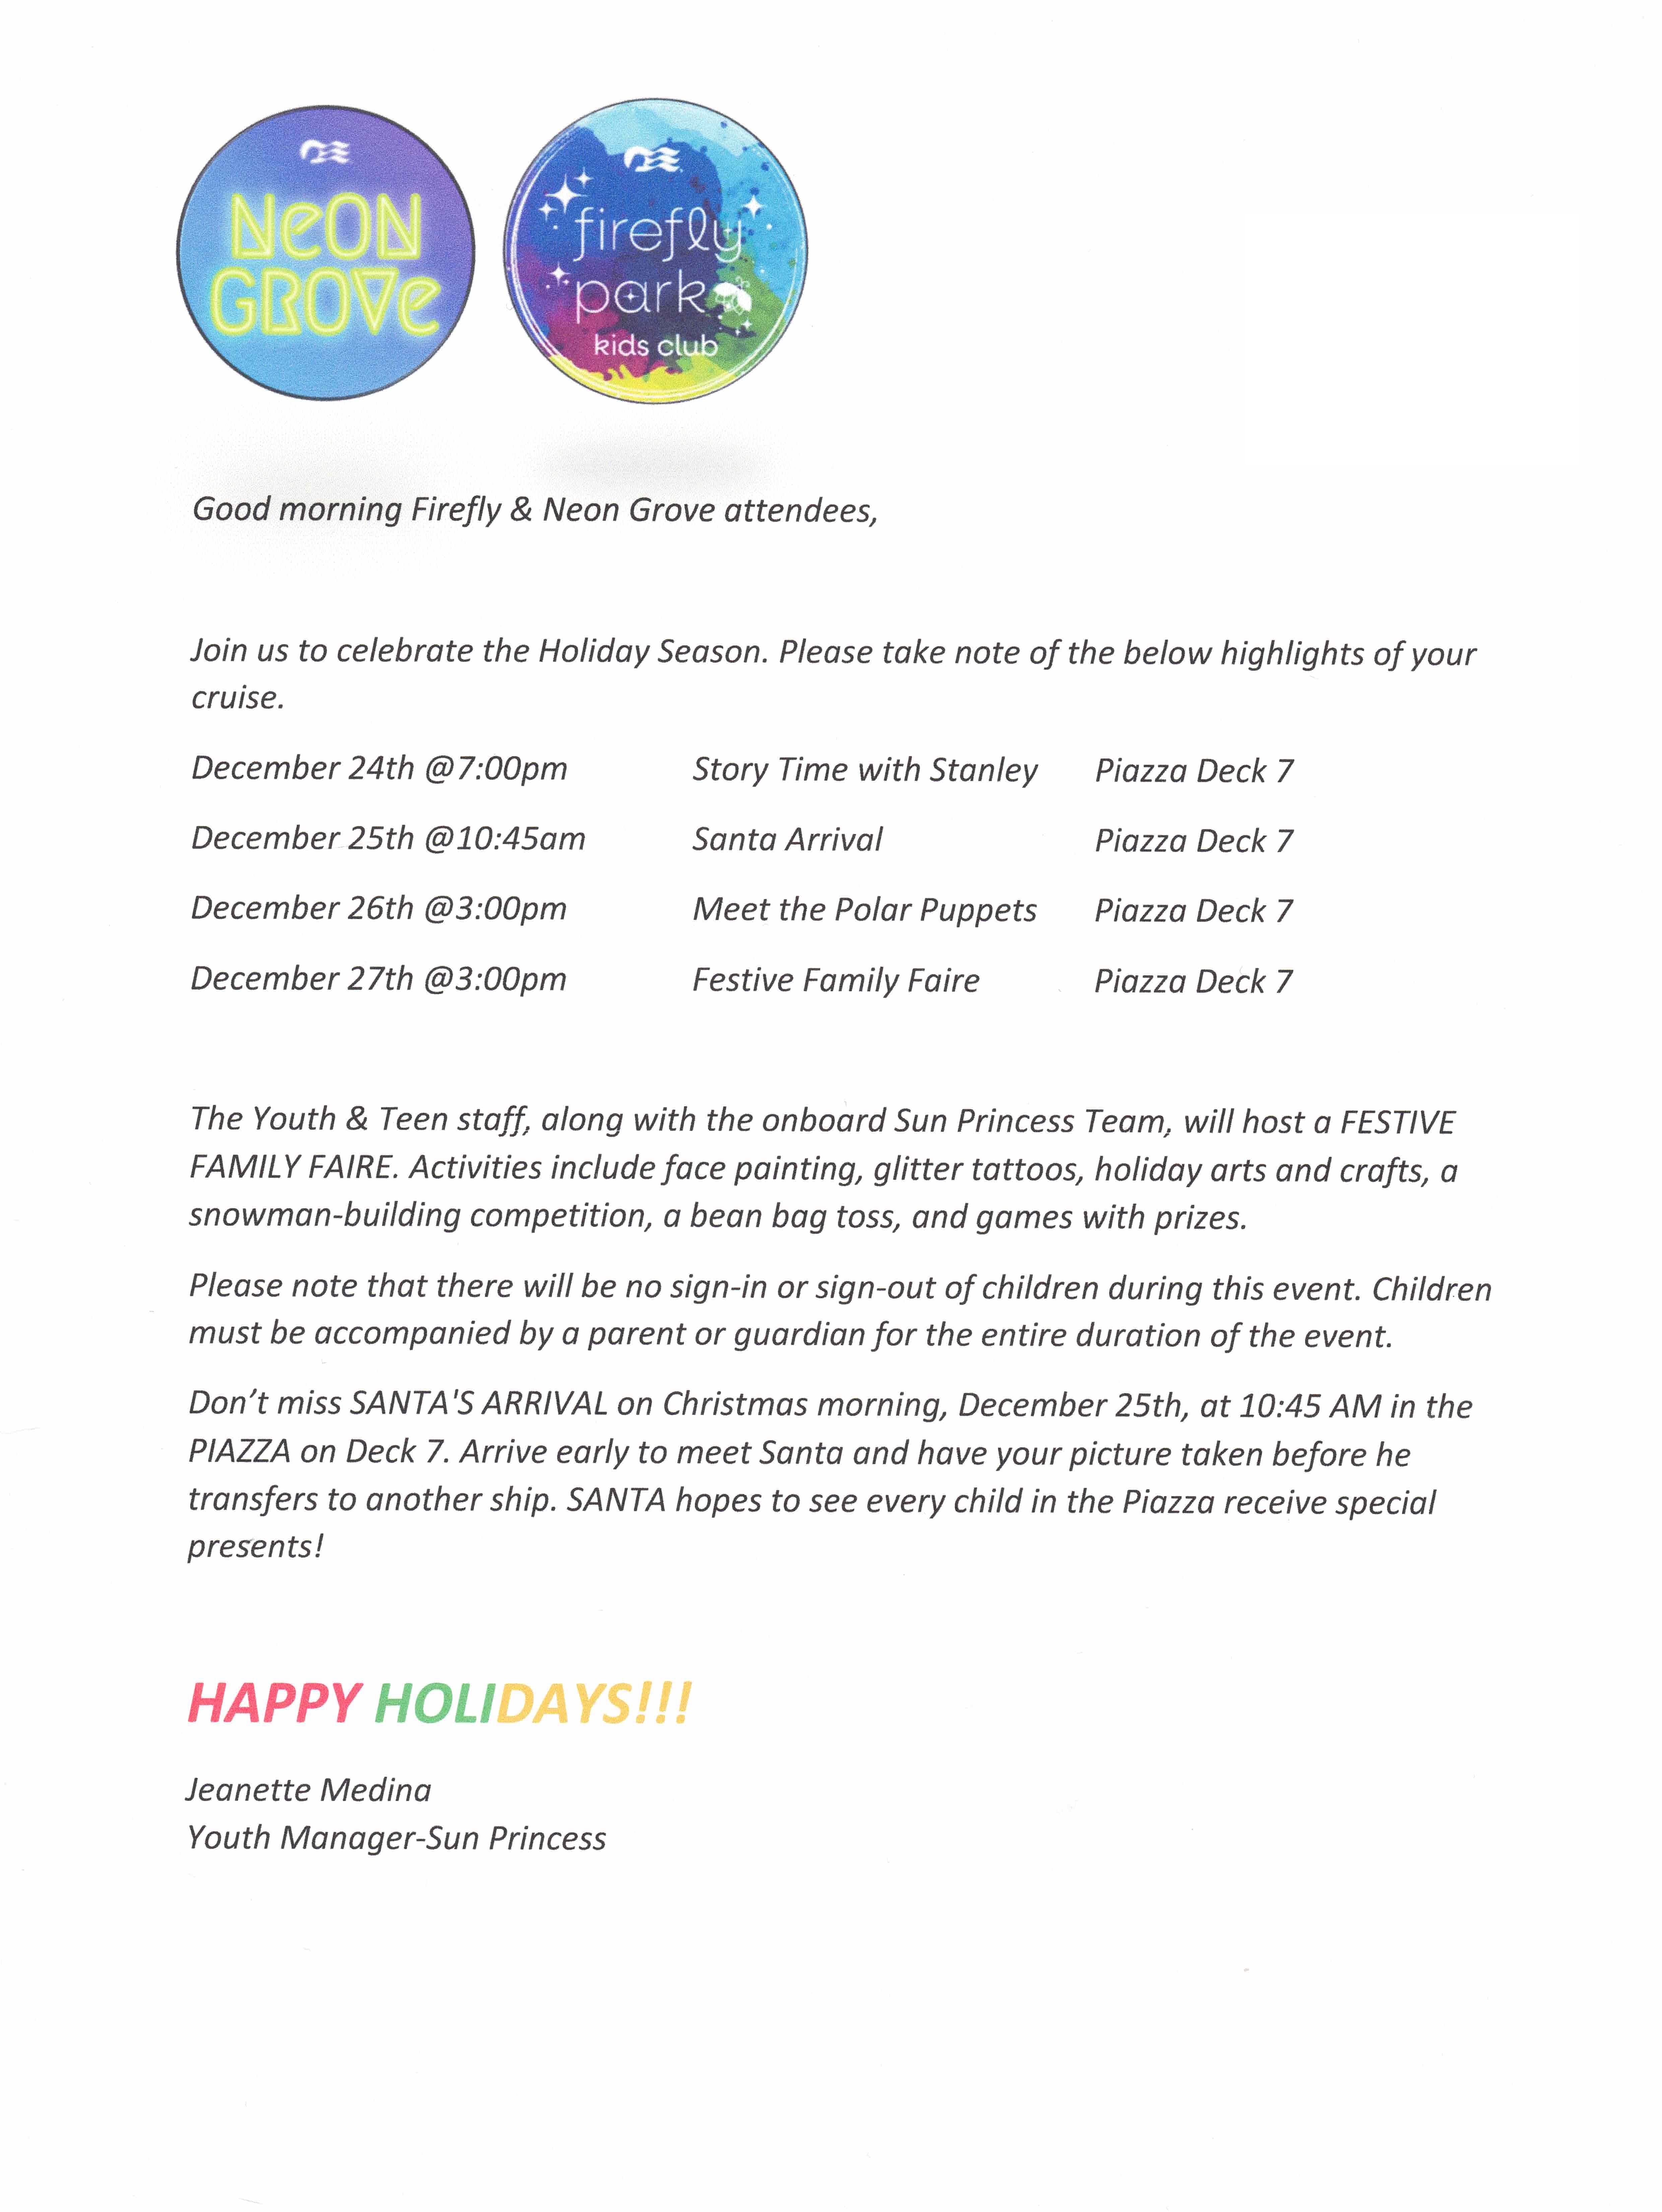 NeON
GROVe
firefly
park
kids club
Good morning Firefly & Neon Grove attendees,
Join us to celebrate the Holiday Season. Please take note of the below highlights of your
cruise.
December 24th @7:00pm Story Time with Stanley Piazza Deck 7
December 25th @10:45am Santa Arrival Piazza Deck 7
December 26th @3:00pm Meet the Polar Puppets Piazza Deck 7
December 27th @3:00pm Festive Family Faire Piazza Deck 7
The Youth & Teen staff, along with the onboard Sun Princess Team, will host a FESTIVE
FAMILY FAIRE. Activities include face painting, glitter tattoos, holiday arts and crafts, a
snowman-building competition, a bean bag toss, and games with prizes.
Please note that there will be no sign-in or sign-out of children during this event. Children
must be accompanied by a parent or guardian for the entire duration of the event.
Don’t miss SANTA'S ARRIVAL on Christmas morning, December 25th, at 10:45 AM in the
PIAZZA on Deck 7. Arrive early to meet Santa and have your picture taken before he
transfers to another ship. SANTA hopes to see every child in the Piazza receive special
presents!
HAPPY HOLIDAYS!!!
Jeanette Medina
Youth Manager-Sun Princess